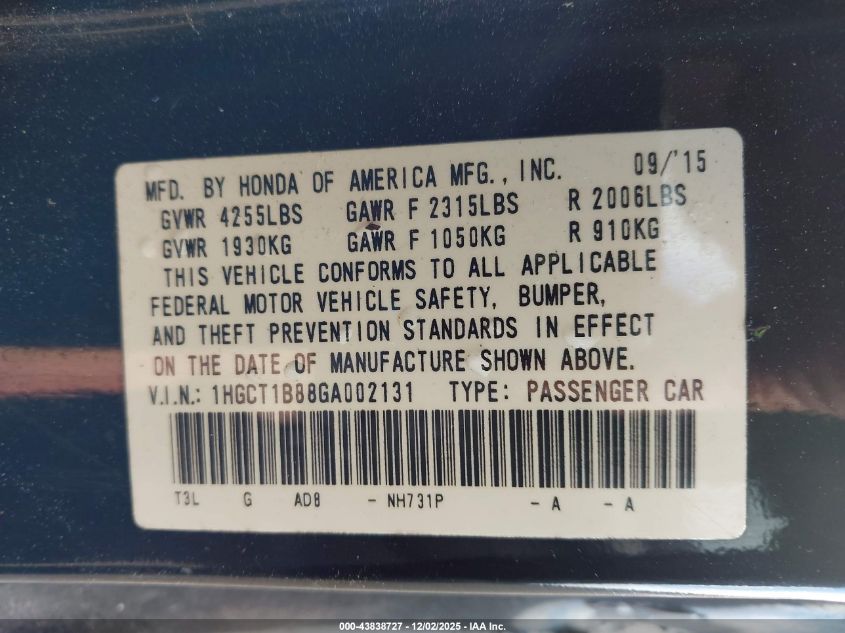 MFD. BY HONDA OF AMERICA MFG., INC. 09/'15
GVWR 4255LBS GAWR F 2315LBS R 2006LBS
GVWR 1930KG GAWR F 1050KG R 910KG
THIS VEHICLE CONFORMS TO ALL APPLICABLE
FEDERAL MOTOR VEHICLE SAFETY, BUMPER,
AND THEFT PREVENTION STANDARDS IN EFFECT
ON THE DATE OF MANUFACTURE SHOWN ABOVE.
V.I.N.: 1HGCT1B88GA002131 TYPE: PASSENGER CAR
T3L G AD8 - NH731P - A - A
000-43838727 - 12/02/2025 - IAA Inc.